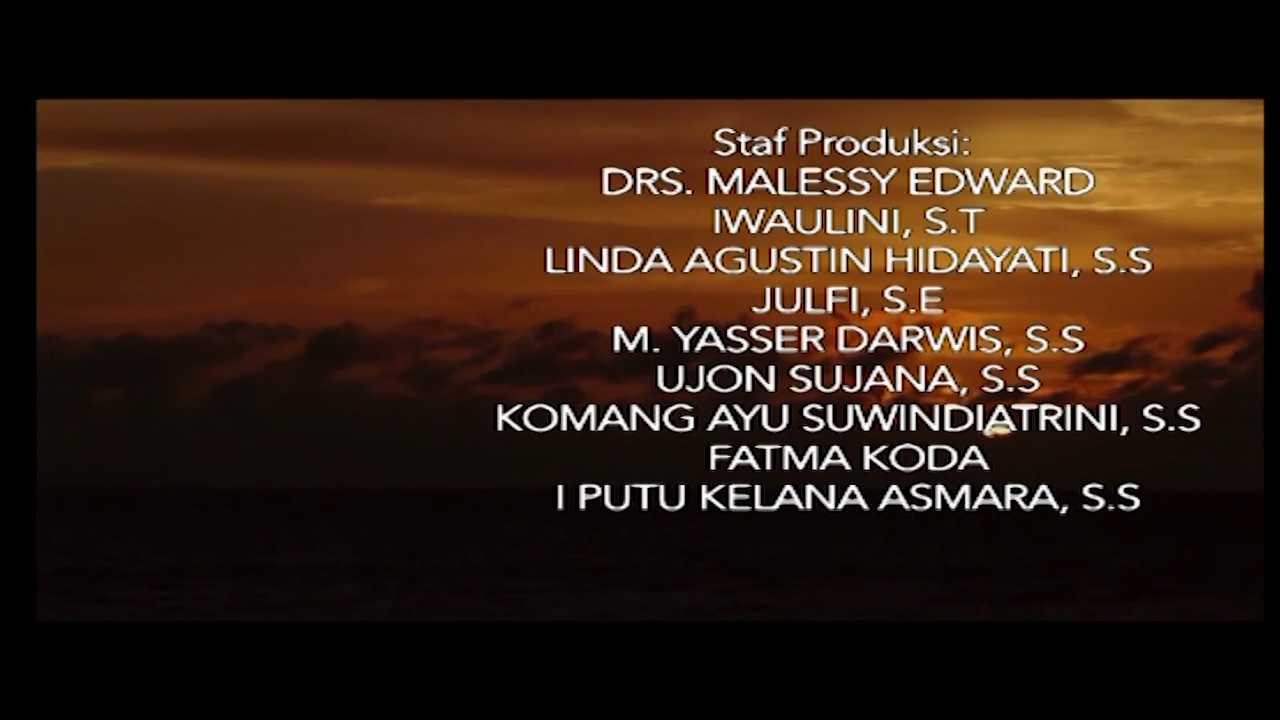 Staf Produksi:
DRS. MALESSY EDWARD
IWAULINI, S.T
LINDA AGUSTIN HIDAYATI, S.S
JULFI, S.E
M. YASSER DARWIS, S.S
UJON SUJANA, S.S
KOMANG AYU SUWINDIATRINI, S.S
FATMA KODA
I PUTU KELANA ASMARA, S.S